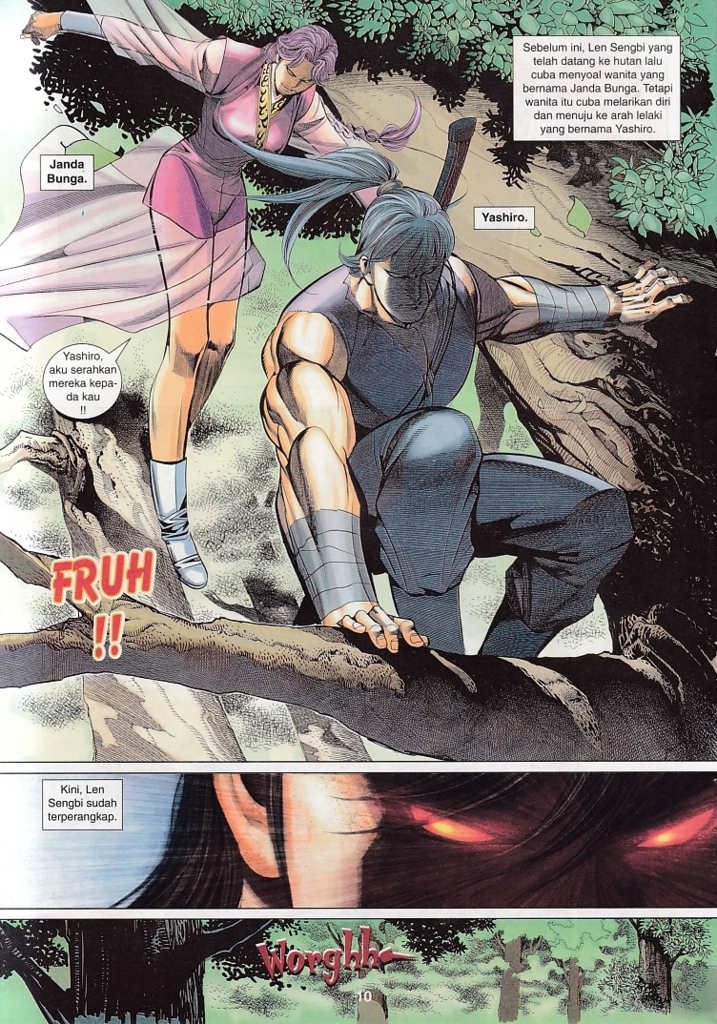 Sebelum ini, Len Sengbi yang
telah datang ke hutan lalu
cuba menyoal wanita yang
bernama Janda Bunga. Tetapi
wanita itu cuba melarikan diri
dan menuju ke arah lelaki
yang bernama Yashiro.
Janda
Bunga.
Yashiro.
Yashiro,
aku serahkan
mereka kepa-
da kau
!!
FRUH
!!
Kini, Len
Sengbi sudah
terperangkap.
Worghh
10